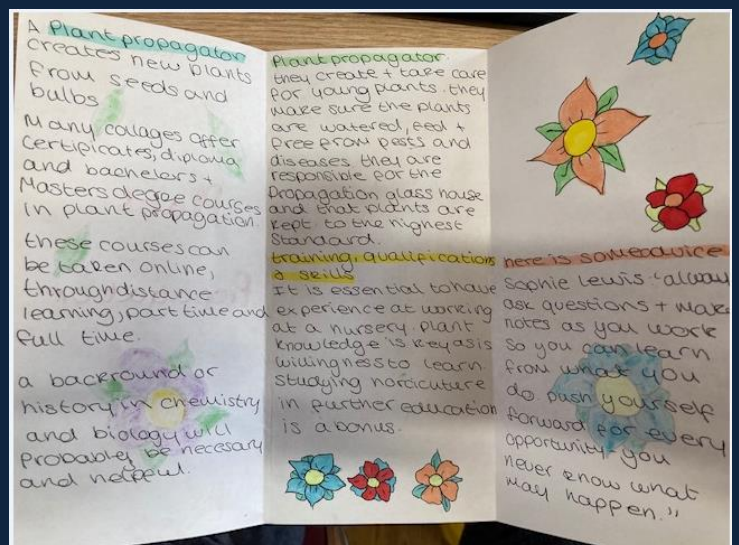 A Plant propagator
creates new plants
from seeds and
bulbs
Many colages offer
certificates, diploma
and bachelers +
Masters degree courses
in plant propagation.
these courses can
be taken online,
through distance
learning, part time and
full time.
a backround or
history in chemistry
and biology will
probabley be necesary
and helpful.
Plant propagator.
they create + take care
for young plants. they
make sure the plants
are watered, feed +
free from pests and
diseases. they are
responsible for the
Propagation glass house
and that plants are
kept to the highest
standard.
training, qualifications
& skills
It is essential to have
experience at working
at a nursery. plant
knowledge is key as is
willingness to learn.
studying horticuture
in further education
is a bonus.
here is some advice
Sophie Lewis: "always
ask questions + make
notes as you work
so you can learn
from what you
do push yourself
forward for every
opportunity you
never know what
may happen."